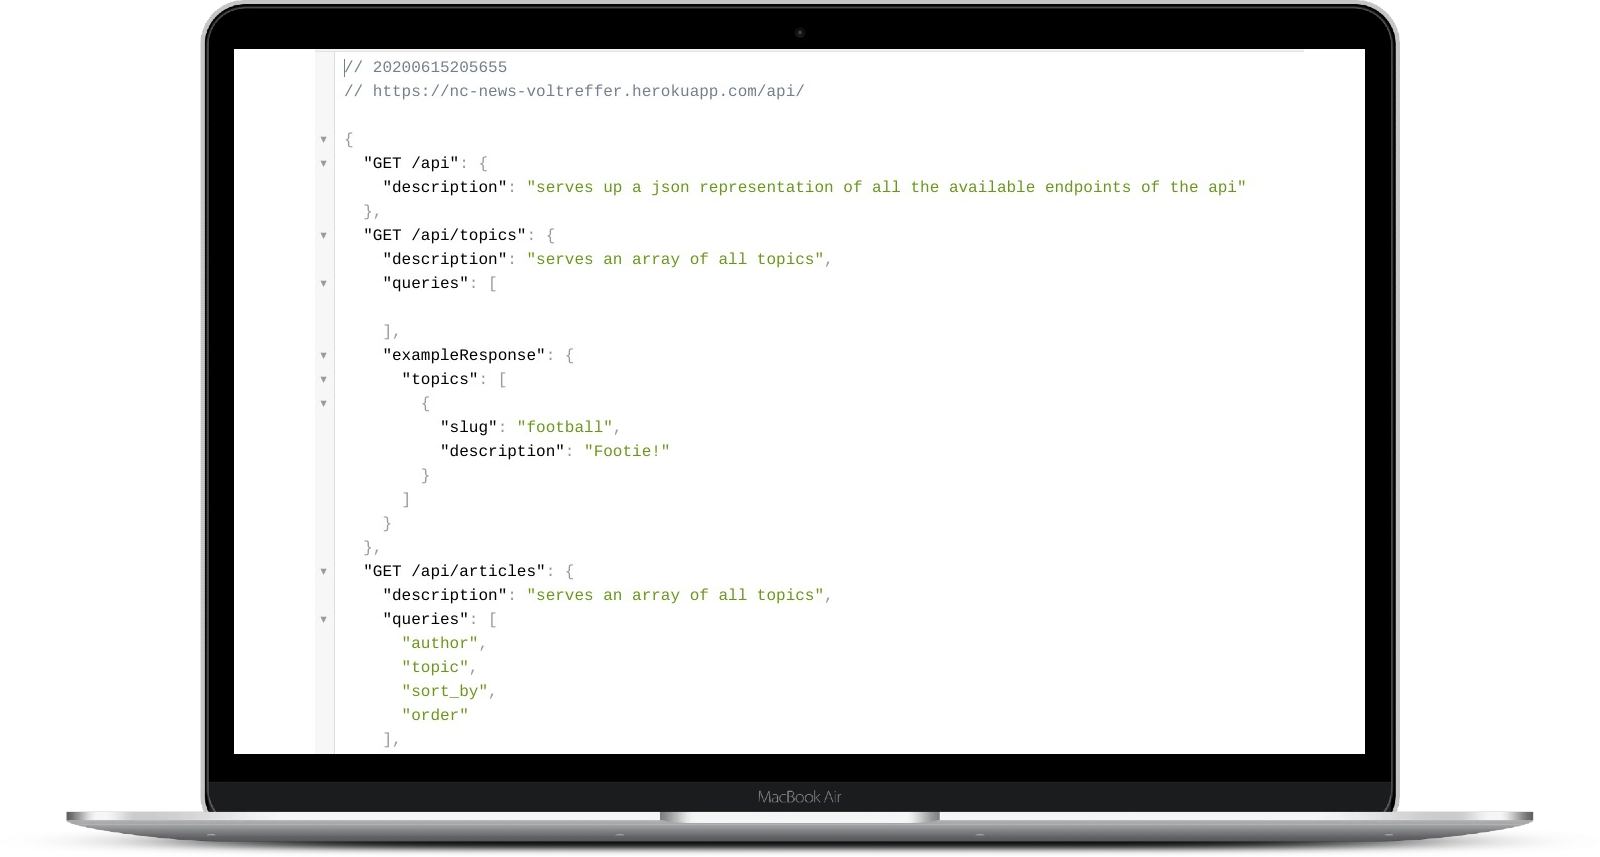 // 20200615205655
// https://nc-news-voltreffer.herokuapp.com/api/
{
"GET /api": {
"description": "serves up a json representation of all the available endpoints of the api"
},
"GET /api/topics": {
"description": "serves an array of all topics",
"queries": [
],
"exampleResponse": {
"topics": [
{
"slug": "football",
"description": "Footie!"
}
]
}
},
"GET /api/articles": {
"description": "serves an array of all topics",
"queries": [
"author",
"topic",
"sort_by",
"order"
],
MacBook Air